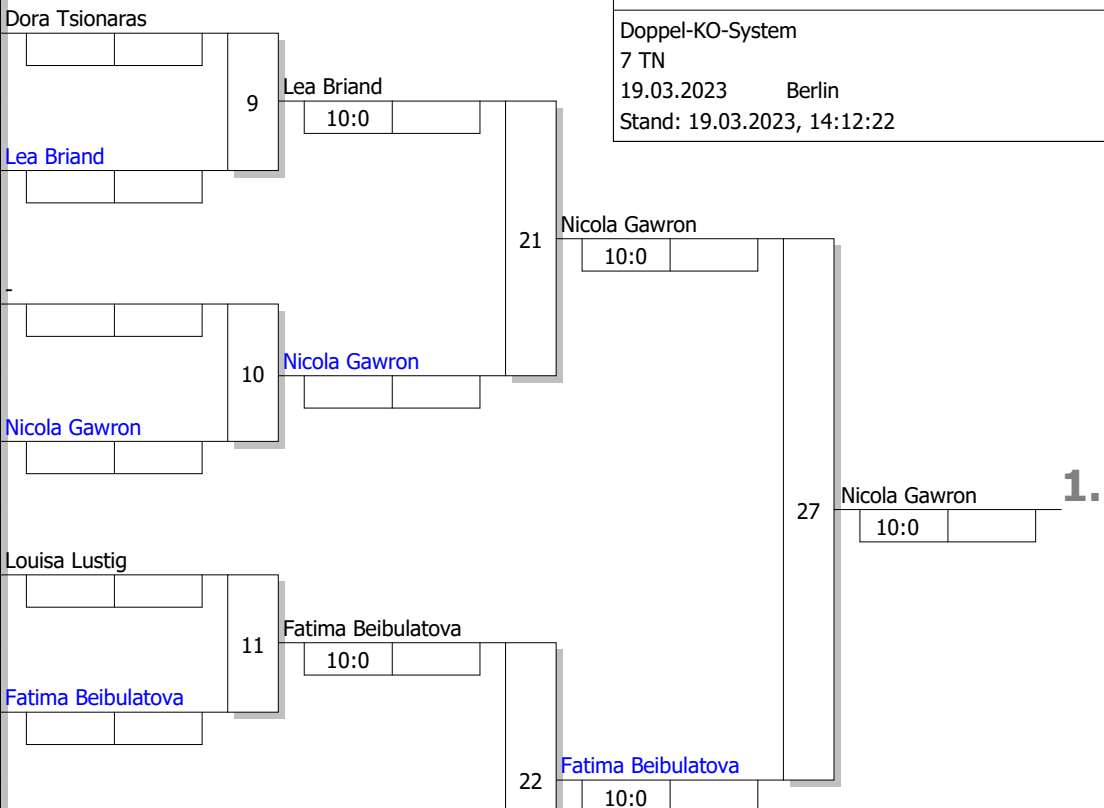 Dora Tsionaras
9
Lea Briand
10:0
Lea Briand
Doppel-KO-System
7 TN
19.03.2023 Berlin
Stand: 19.03.2023, 14:12:22
21
Nicola Gawron
10:0
-
10
Nicola Gawron
Nicola Gawron
27
Nicola Gawron
1.
10:0
Louisa Lustig
11
Fatima Beibulatova
10:0
Fatima Beibulatova
22
Fatima Beibulatova
10:0